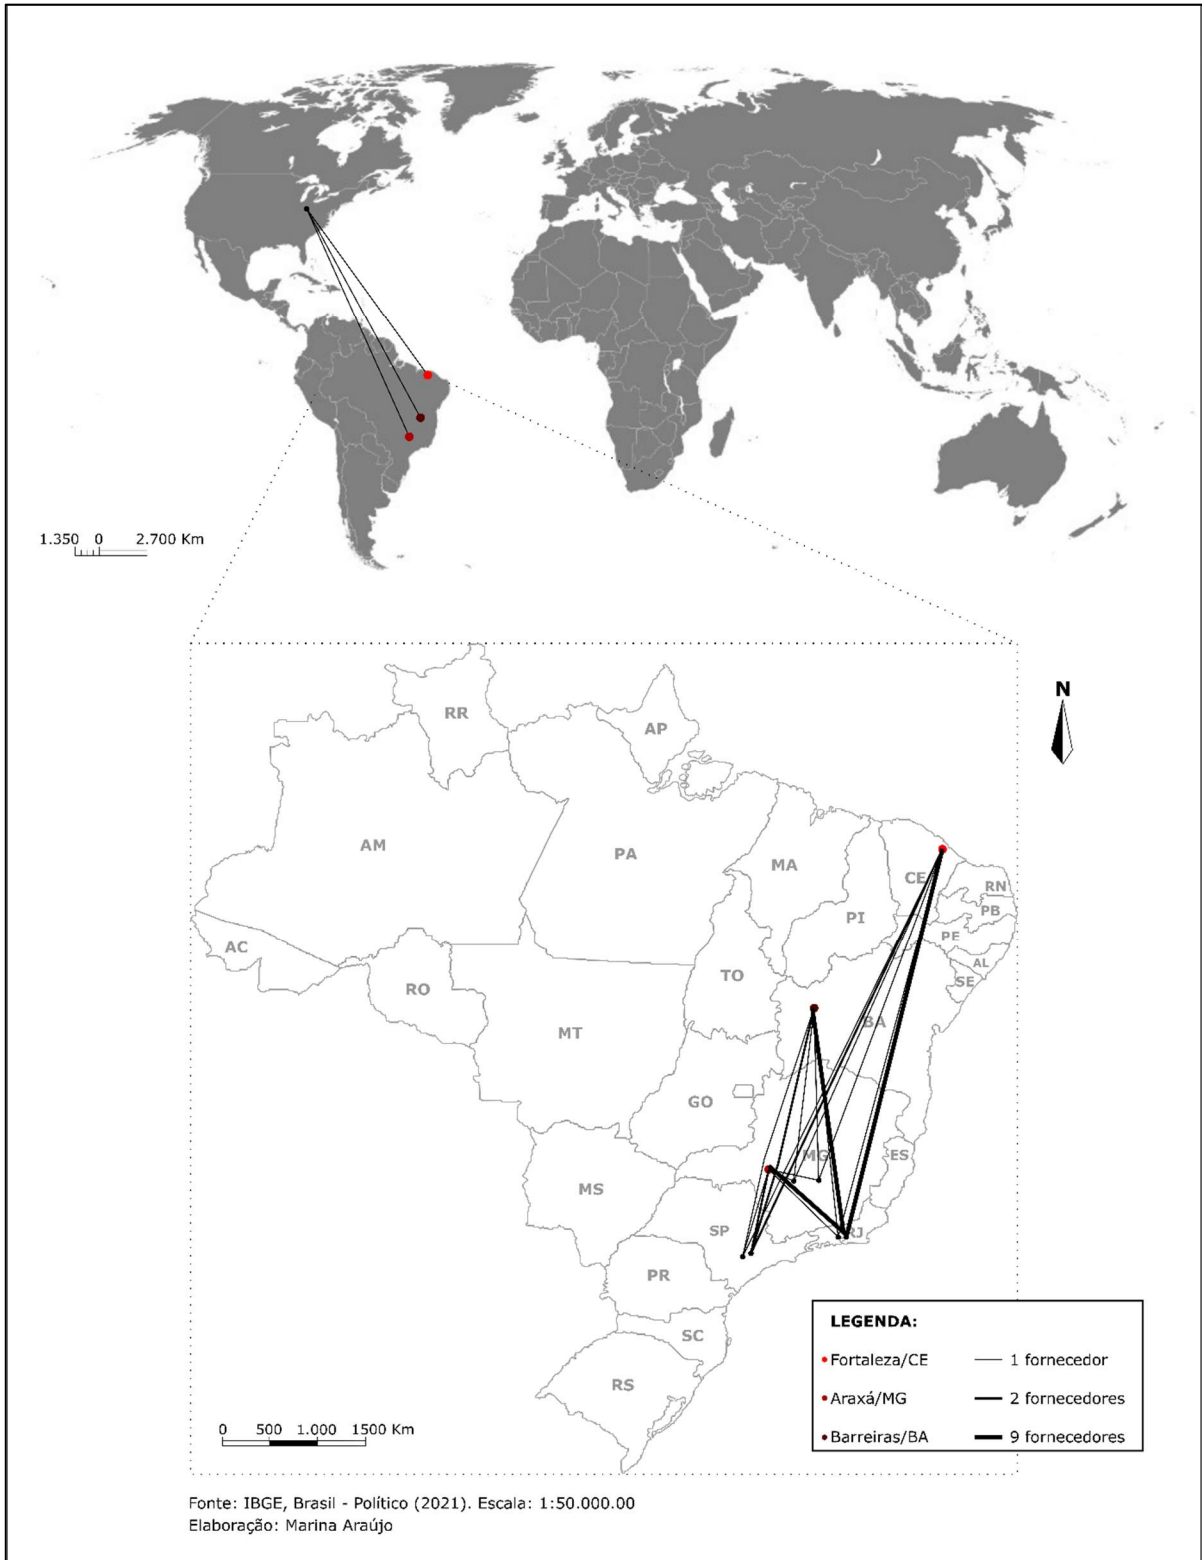 1.350 0 2.700 Km
N
RR
AP
AM
PA
MA
CE
RN
PI
PB
PE
AC
AL
TO
SE
RO
BA
MT
GO
MG
ES
MS
SP
RJ
PR
SC
RS
LEGENDA:
Fortaleza/CE 1 fornecedor
Araxá/MG 2 fornecedores
Barreiras/BA 9 fornecedores
0 500 1.000 1500 Km
Fonte: IBGE, Brasil - Político (2021). Escala: 1:50.000.00
Elaboração: Marina Araújo